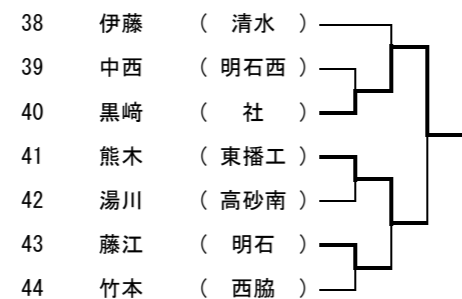 38 伊藤 （ 清水 ）
39 中西 （ 明石西 ）
40 黒﨑 （ 社 ）
41 熊木 （ 東播工 ）
42 湯川 （ 高砂南 ）
43 藤江 （ 明石 ）
44 竹本 （ 西脇 ）